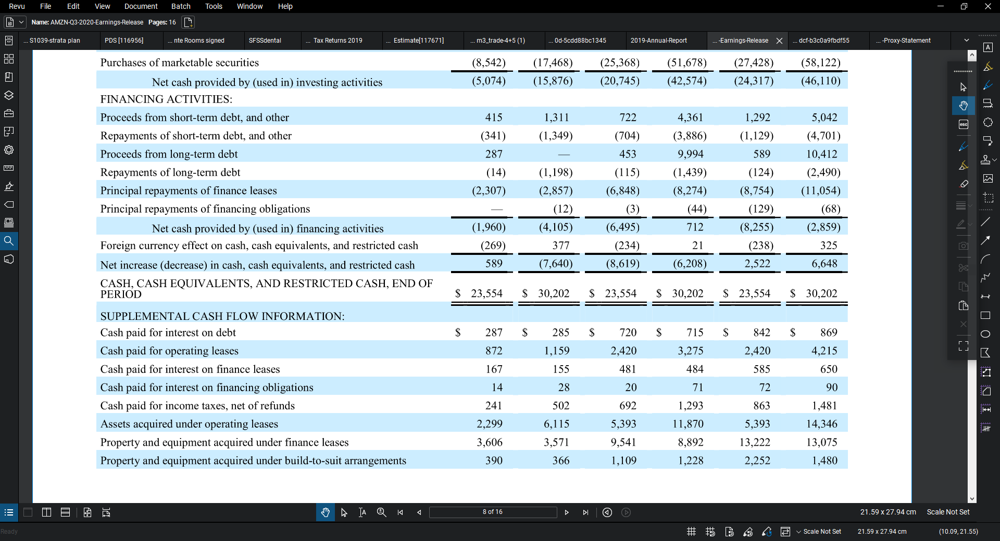 Revu File Edit View Document Batch Tools Window Help
Name: AMZN-Q3-2020-Earnings-Release Pages: 16
... S1039-strata plan PDS [116956] ... nte Rooms signed SFSSdental ... Tax Returns 2019 ... Estimate[117671] ... m3_trade-4+5 (1) ... 0d-5cdd88bc1345 2019-Annual-Report ... -Earnings-Release ... dcf-b3c0a9fbdf55 ... -Proxy-Statement
Purchases of marketable securities (8,542) (17,468) (25,368) (51,678) (27,428) (58,122)
Net cash provided by (used in) investing activities (5,074) (15,876) (20,745) (42,574) (24,317) (46,110)
FINANCING ACTIVITIES:
Proceeds from short-term debt, and other 415 1,311 722 4,361 1,292 5,042
Repayments of short-term debt, and other (341) (1,349) (704) (3,886) (1,129) (4,701)
Proceeds from long-term debt 287 — 453 9,994 589 10,412
Repayments of long-term debt (14) (1,198) (115) (1,439) (124) (2,490)
Principal repayments of finance leases (2,307) (2,857) (6,848) (8,274) (8,754) (11,054)
Principal repayments of financing obligations — (12) (3) (44) (129) (68)
Net cash provided by (used in) financing activities (1,960) (4,105) (6,495) 712 (8,255) (2,859)
Foreign currency effect on cash, cash equivalents, and restricted cash (269) 377 (234) 21 (238) 325
Net increase (decrease) in cash, cash equivalents, and restricted cash 589 (7,640) (8,619) (6,208) 2,522 6,648
CASH, CASH EQUIVALENTS, AND RESTRICTED CASH, END OF
PERIOD $ 23,554 $ 30,202 $ 23,554 $ 30,202 $ 23,554 $ 30,202
SUPPLEMENTAL CASH FLOW INFORMATION:
Cash paid for interest on debt $ 287 $ 285 $ 720 $ 715 $ 842 $ 869
Cash paid for operating leases 872 1,159 2,420 3,275 2,420 4,215
Cash paid for interest on finance leases 167 155 481 484 585 650
Cash paid for interest on financing obligations 14 28 20 71 72 90
Cash paid for income taxes, net of refunds 241 502 692 1,293 863 1,481
Assets acquired under operating leases 2,299 6,115 5,393 11,870 5,393 14,346
Property and equipment acquired under finance leases 3,606 3,571 9,541 8,892 13,222 13,075
Property and equipment acquired under build-to-suit arrangements 390 366 1,109 1,228 2,252 1,480
esc
8 of 16 21.59 x 27.94 cm Scale Not Set
Ready Scale Not Set 21.59 x 27.94 cm (10.09, 21.55)